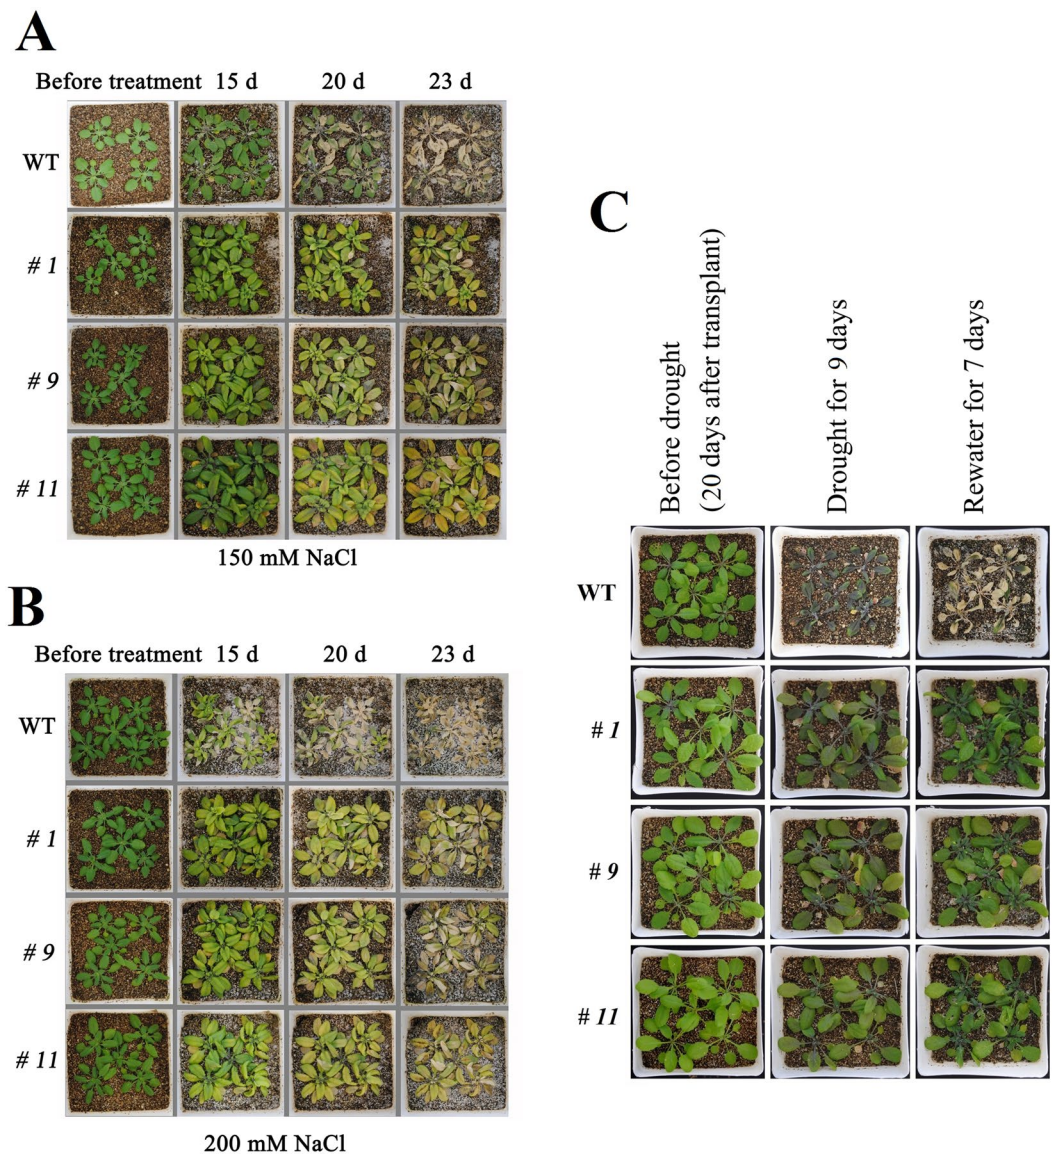 A
Before treatment 15 d 20 d 23 d
WT
# 1
# 9
# 11
150 mM NaCl
B
Before treatment 15 d 20 d 23 d
WT
# 1
# 9
# 11
200 mM NaCl
C
Before drought
(20 days after transplant)
Drought for 9 days
Rewater for 7 days
WT
# 1
# 9
# 11